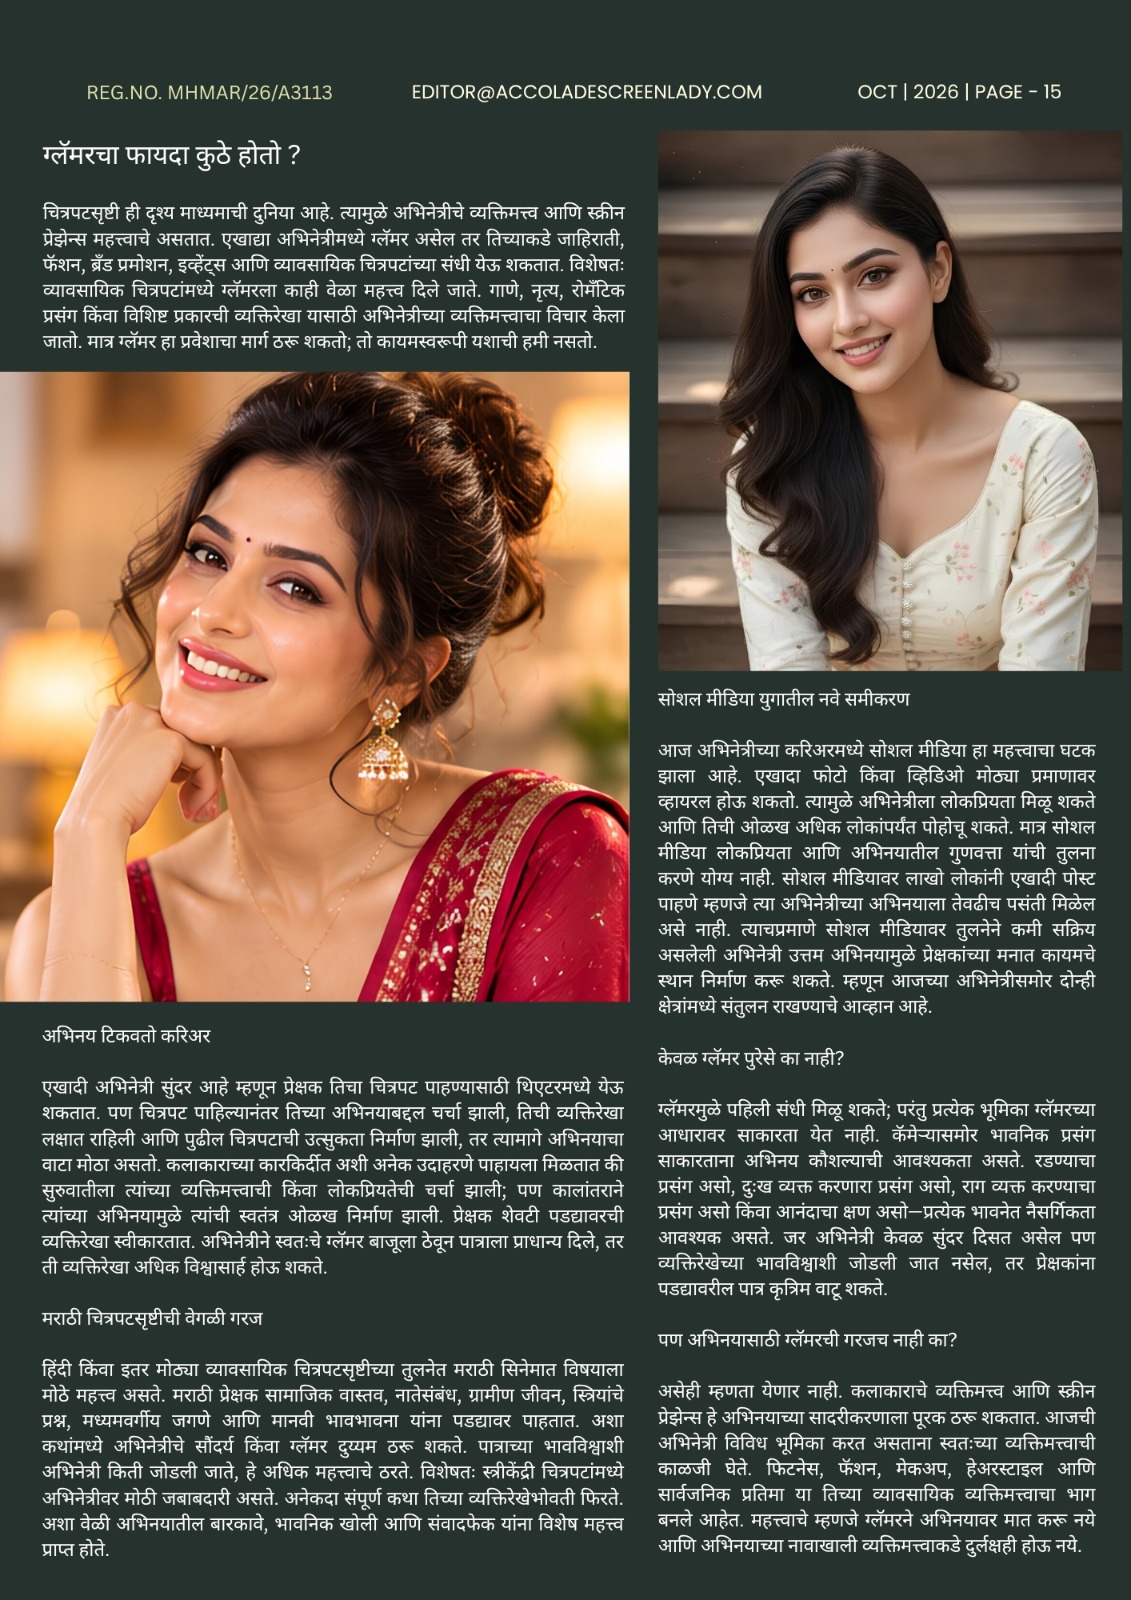 REG.NO. MHMAR/26/A3113
EDITOR@ACCOLADESCREENLADY.COM
OCT | 2026 | PAGE - 15
ग्लॅमरचा फायदा कुठे होतो ?
चित्रपटसृष्टी ही दृश्य माध्यमाची दुनिया आहे. त्यामुळे अभिनेत्रीचे व्यक्तिमत्त्व आणि स्क्रीन
प्रेझेन्स महत्त्वाचे असतात. एखाद्या अभिनेत्रीमध्ये ग्लॅमर असेल तर तिच्याकडे जाहिराती,
फॅशन, ब्रँड प्रमोशन, इव्हेंट्स आणि व्यावसायिक चित्रपटांच्या संधी येऊ शकतात. विशेषतः
व्यावसायिक चित्रपटांमध्ये ग्लॅमरला काही वेळा महत्त्व दिले जाते. गाणे, नृत्य, रोमँटिक
प्रसंग किंवा विशिष्ट प्रकारची व्यक्तिरेखा यासाठी अभिनेत्रीच्या व्यक्तिमत्त्वाचा विचार केला
जातो. मात्र ग्लॅमर हा प्रवेशाचा मार्ग ठरू शकतो; तो कायमस्वरूपी यशाची हमी नसतो.
अभिनय टिकवतो करिअर
एखादी अभिनेत्री सुंदर आहे म्हणून प्रेक्षक तिचा चित्रपट पाहण्यासाठी थिएटरमध्ये येऊ
शकतात. पण चित्रपट पाहिल्यानंतर तिच्या अभिनयाबद्दल चर्चा झाली, तिची व्यक्तिरेखा
लक्षात राहिली आणि पुढील चित्रपटाची उत्सुकता निर्माण झाली, तर त्यामागे अभिनयाचा
वाटा मोठा असतो. कलाकाराच्या कारकिर्दीत अशी अनेक उदाहरणे पाहायला मिळतात की
सुरुवातीला त्यांच्या व्यक्तिमत्त्वाची किंवा लोकप्रियतेची चर्चा झाली; पण कालांतराने
त्यांच्या अभिनयामुळे त्यांची स्वतंत्र ओळख निर्माण झाली. प्रेक्षक शेवटी पडद्यावरची
व्यक्तिरेखा स्वीकारतात. अभिनेत्रीने स्वतःचे ग्लॅमर बाजूला ठेवून पात्राला प्राधान्य दिले, तर
ती व्यक्तिरेखा अधिक विश्वासार्ह होऊ शकते.
मराठी चित्रपटसृष्टीची वेगळी गरज
हिंदी किंवा इतर मोठ्या व्यावसायिक चित्रपटसृष्टीच्या तुलनेत मराठी सिनेमात विषयाला
मोठे महत्त्व असते. मराठी प्रेक्षक सामाजिक वास्तव, नातेसंबंध, ग्रामीण जीवन, स्त्रियांचे
प्रश्न, मध्यमवर्गीय जगणे आणि मानवी भावभावना यांना पडद्यावर पाहतात. अशा
कथांमध्ये अभिनेत्रीचे सौंदर्य किंवा ग्लॅमर दुय्यम ठरू शकते. पात्राच्या भावविश्वाशी
अभिनेत्री किती जोडली जाते, हे अधिक महत्त्वाचे ठरते. विशेषतः स्त्रीकेंद्री चित्रपटांमध्ये
अभिनेत्रीवर मोठी जबाबदारी असते. अनेकदा संपूर्ण कथा तिच्या व्यक्तिरेखेभोवती फिरते.
अशा वेळी अभिनयातील बारकावे, भावनिक खोली आणि संवादफेक यांना विशेष महत्त्व
प्राप्त होते.
सोशल मीडिया युगातील नवे समीकरण
आज अभिनेत्रीच्या करिअरमध्ये सोशल मीडिया हा महत्त्वाचा घटक
झाला आहे. एखादा फोटो किंवा व्हिडिओ मोठ्या प्रमाणावर
व्हायरल होऊ शकतो. त्यामुळे अभिनेत्रीला लोकप्रियता मिळू शकते
आणि तिची ओळख अधिक लोकांपर्यंत पोहोचू शकते. मात्र सोशल
मीडिया लोकप्रियता आणि अभिनयातील गुणवत्ता यांची तुलना
करणे योग्य नाही. सोशल मीडियावर लाखो लोकांनी एखादी पोस्ट
पाहणे म्हणजे त्या अभिनेत्रीच्या अभिनयाला तेवढीच पसंती मिळेल
असे नाही. त्याचप्रमाणे सोशल मीडियावर तुलनेने कमी सक्रिय
असलेली अभिनेत्री उत्तम अभिनयामुळे प्रेक्षकांच्या मनात कायमचे
स्थान निर्माण करू शकते. म्हणून आजच्या अभिनेत्रीसमोर दोन्ही
क्षेत्रांमध्ये संतुलन राखण्याचे आव्हान आहे.
केवळ ग्लॅमर पुरेसे का नाही?
ग्लॅमरमुळे पहिली संधी मिळू शकते; परंतु प्रत्येक भूमिका ग्लॅमरच्या
आधारावर साकारता येत नाही. कॅमेऱ्यासमोर भावनिक प्रसंग
साकारताना अभिनय कौशल्याची आवश्यकता असते. रडण्याचा
प्रसंग असो, दुःख व्यक्त करणारा प्रसंग असो, राग व्यक्त करण्याचा
प्रसंग असो किंवा आनंदाचा क्षण असो—प्रत्येक भावनेत नैसर्गिकता
आवश्यक असते. जर अभिनेत्री केवळ सुंदर दिसत असेल पण
व्यक्तिरेखेच्या भावविश्वाशी जोडली जात नसेल, तर प्रेक्षकांना
पडद्यावरील पात्र कृत्रिम वाटू शकते.
पण अभिनयासाठी ग्लॅमरची गरजच नाही का?
असेही म्हणता येणार नाही. कलाकाराचे व्यक्तिमत्त्व आणि स्क्रीन
प्रेझेन्स हे अभिनयाच्या सादरीकरणाला पूरक ठरू शकतात. आजची
अभिनेत्री विविध भूमिका करत असताना स्वतःच्या व्यक्तिमत्त्वाची
काळजी घेते. फिटनेस, फॅशन, मेकअप, हेअरस्टाइल आणि
सार्वजनिक प्रतिमा या तिच्या व्यावसायिक व्यक्तिमत्त्वाचा भाग
बनले आहेत. महत्त्वाचे म्हणजे ग्लॅमरने अभिनयावर मात करू नये
आणि अभिनयाच्या नावाखाली व्यक्तिमत्त्वाकडे दुर्लक्षही होऊ नये.